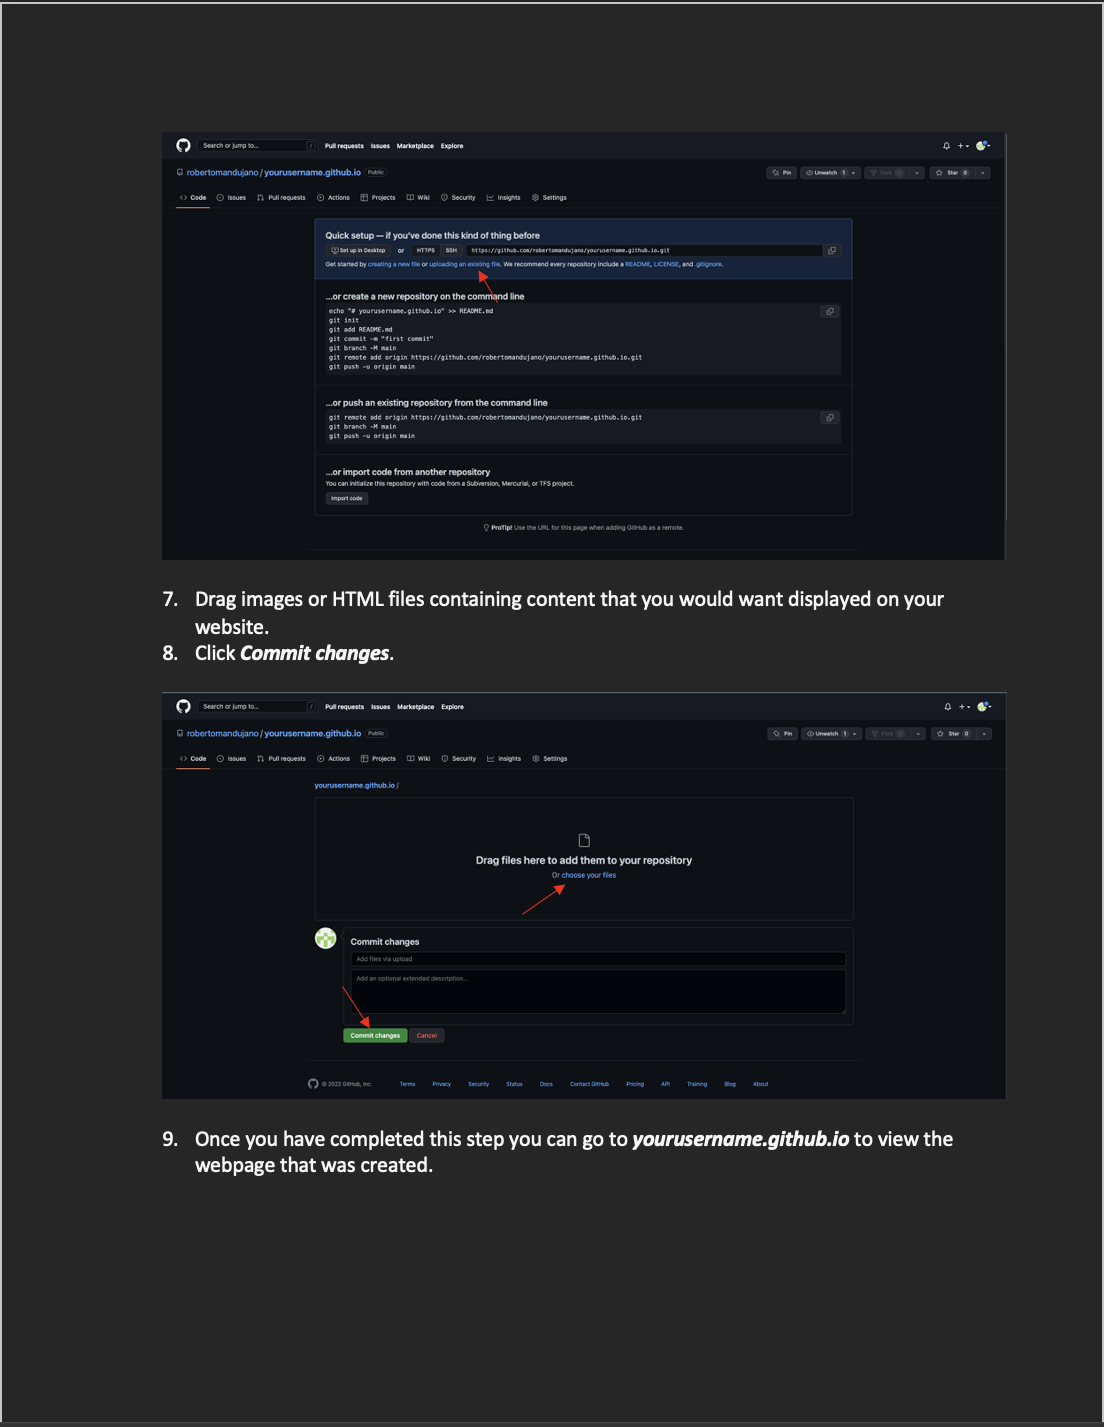 Search or jump to... / Pull requests Issues Marketplace Explore
robertomandujano / yourusername.github.io Public Pin Unwatch 1 Fork 0 Star 0
Code Issues Pull requests Actions Projects Wiki Security Insights Settings
Quick setup — if you've done this kind of thing before
Set up in Desktop or HTTPS SSH https://github.com/robertomandujano/yourusername.github.io.git
Get started by creating a new file or uploading an existing file. We recommend every repository include a README, LICENSE, and .gitignore.
...or create a new repository on the command line
echo "# yourusername.github.io" >> README.md
git init
git add README.md
git commit -m "first commit"
git branch -M main
git remote add origin https://github.com/robertomandujano/yourusername.github.io.git
git push -u origin main
...or push an existing repository from the command line
git remote add origin https://github.com/robertomandujano/yourusername.github.io.git
git branch -M main
git push -u origin main
...or import code from another repository
You can initialize this repository with code from a Subversion, Mercurial, or TFS project.
Import code
ProTip! Use the URL for this page when adding GitHub as a remote.
7. Drag images or HTML files containing content that you would want displayed on your
website.
8. Click Commit changes.
Search or jump to... / Pull requests Issues Marketplace Explore
robertomandujano / yourusername.github.io Public Pin Unwatch 1 Fork 0 Star 0
Code Issues Pull requests Actions Projects Wiki Security Insights Settings
yourusername.github.io /
Drag files here to add them to your repository
Or choose your files
Commit changes
Add files via upload
Add an optional extended description...
Commit changes Cancel
© 2022 GitHub, Inc. Terms Privacy Security Status Docs Contact GitHub Pricing API Training Blog About
9. Once you have completed this step you can go to yourusername.github.io to view the
webpage that was created.